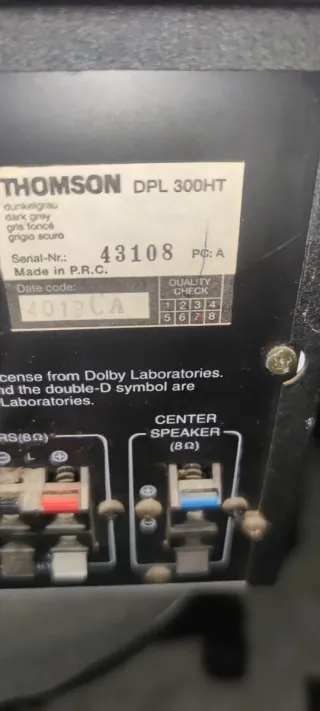 THOMSON DPL 300HT
dunkelgrau
dark grey
gris foncé
grigio scuro
Serial-Nr.: 43108 PC: A
Made in P.R.C.
Date code:
QUALITY
CHECK
CA
1 2 3 4
5 6 7 8
cense from Dolby Laboratories.
nd the double-D symbol are
Laboratories.
RS(8Ω)
CENTER
SPEAKER
(8Ω)
⊖ L ⊕
⊕
⊖